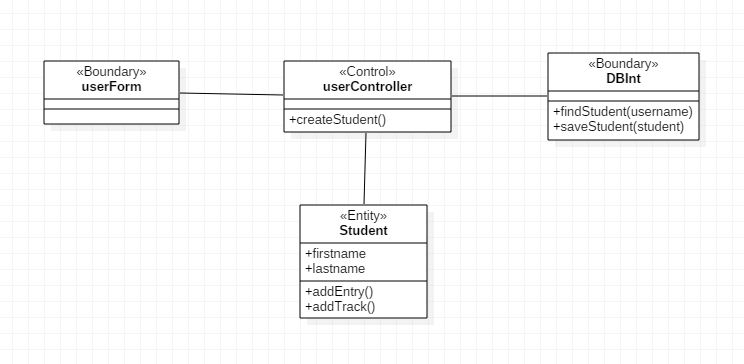 «Boundary»
userForm
«Control»
userController
+createStudent()
«Boundary»
DBInt
+findStudent(username)
+saveStudent(student)
«Entity»
Student
+firstname
+lastname
+addEntry()
+addTrack()